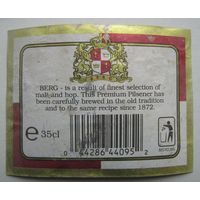 BERG - is a result of finest selection of
malt and hop. This Premium Pilsener has
been carefully brewed in the old tradition
and to the same recipe since 1872.
e 35cl
0 44286 44095 2